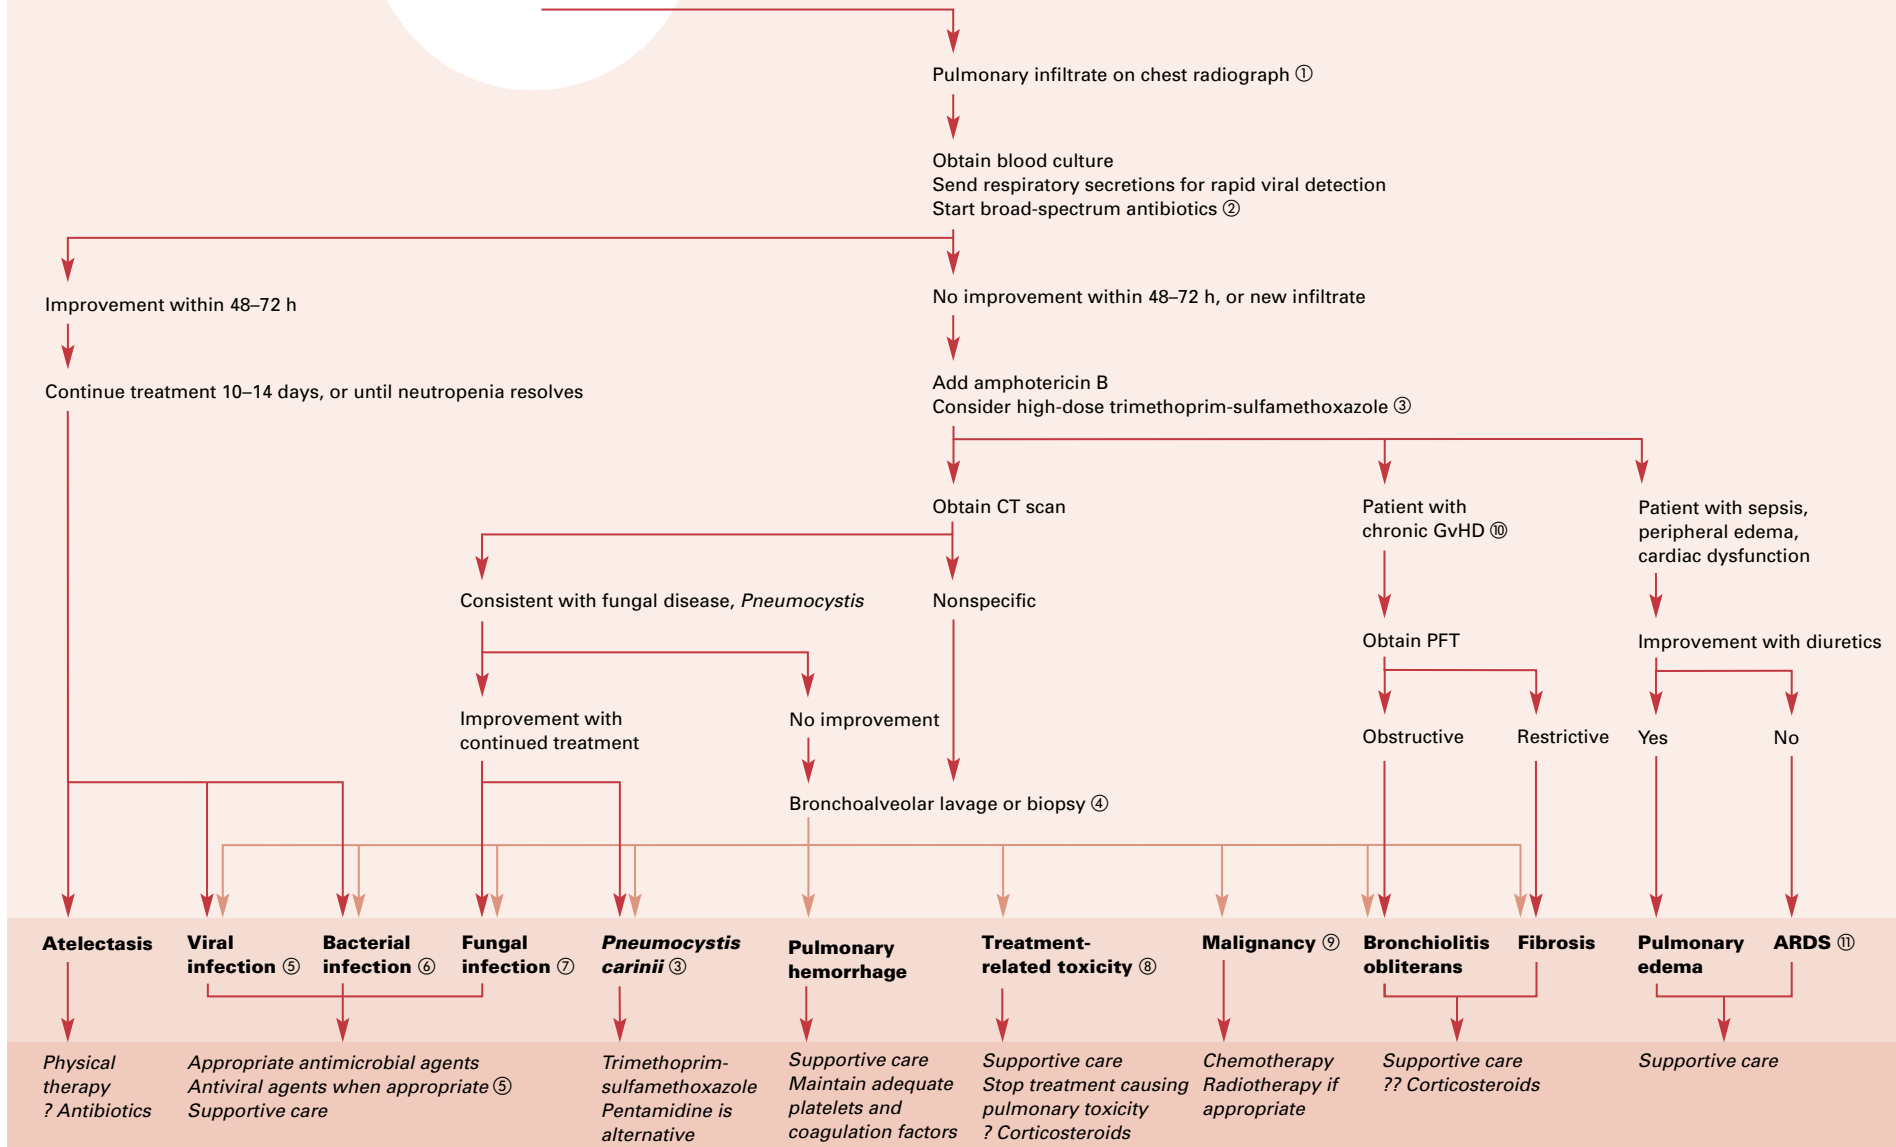 Pulmonary infiltrate on chest radiograph ①
Obtain blood culture
Send respiratory secretions for rapid viral detection
Start broad-spectrum antibiotics ②
Improvement within 48–72 h
No improvement within 48–72 h, or new infiltrate
Continue treatment 10–14 days, or until neutropenia resolves
Add amphotericin B
Consider high-dose trimethoprim-sulfamethoxazole ③
Obtain CT scan
Patient with
chronic GvHD ⑩
Patient with sepsis,
peripheral edema,
cardiac dysfunction
Consistent with fungal disease, Pneumocystis
Nonspecific
Obtain PFT
Improvement with diuretics
Improvement with
continued treatment
No improvement
Obstructive
Restrictive
Yes
No
Bronchoalveolar lavage or biopsy ④
Atelectasis
Viral
infection ⑤
Bacterial
infection ⑥
Fungal
infection ⑦
Pneumocystis
carinii ③
Pulmonary
hemorrhage
Treatment-
related toxicity ⑧
Malignancy ⑨
Bronchiolitis
obliterans
Fibrosis
Pulmonary
edema
ARDS ⑪
Physical
therapy
? Antibiotics
Appropriate antimicrobial agents
Antiviral agents when appropriate ⑤
Supportive care
Trimethoprim-
sulfamethoxazole
Pentamidine is
alternative
Supportive care
Maintain adequate
platelets and
coagulation factors
Supportive care
Stop treatment causing
pulmonary toxicity
? Corticosteroids
Chemotherapy
Radiotherapy if
appropriate
Supportive care
?? Corticosteroids
Supportive care